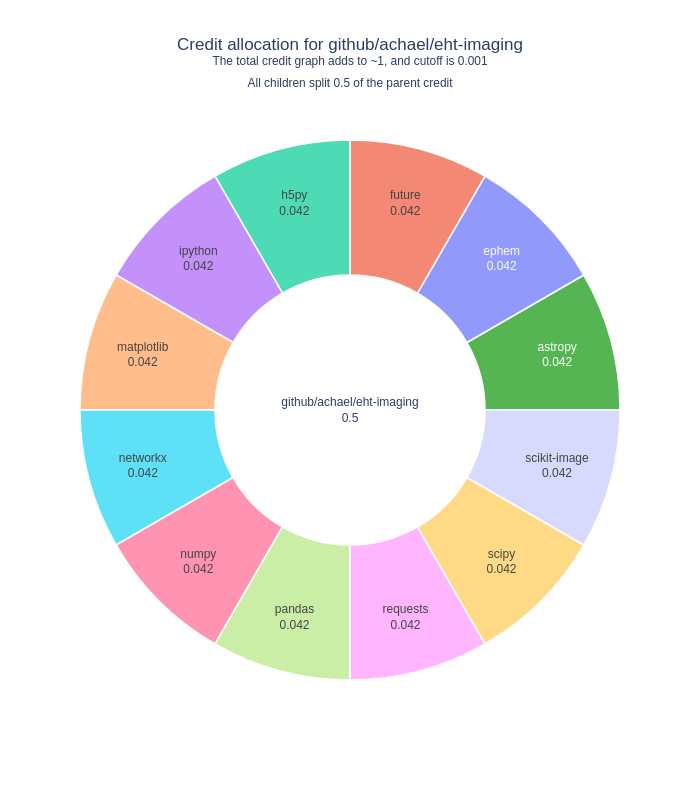 Credit allocation for github/achael/eht-imaging
The total credit graph adds to ~1, and cutoff is 0.001
All children split 0.5 of the parent credit
h5py
0.042
future
0.042
ipython
0.042
ephem
0.042
matplotlib
0.042
astropy
0.042
github/achael/eht-imaging
0.5
networkx
0.042
scikit-image
0.042
numpy
0.042
scipy
0.042
pandas
0.042
requests
0.042